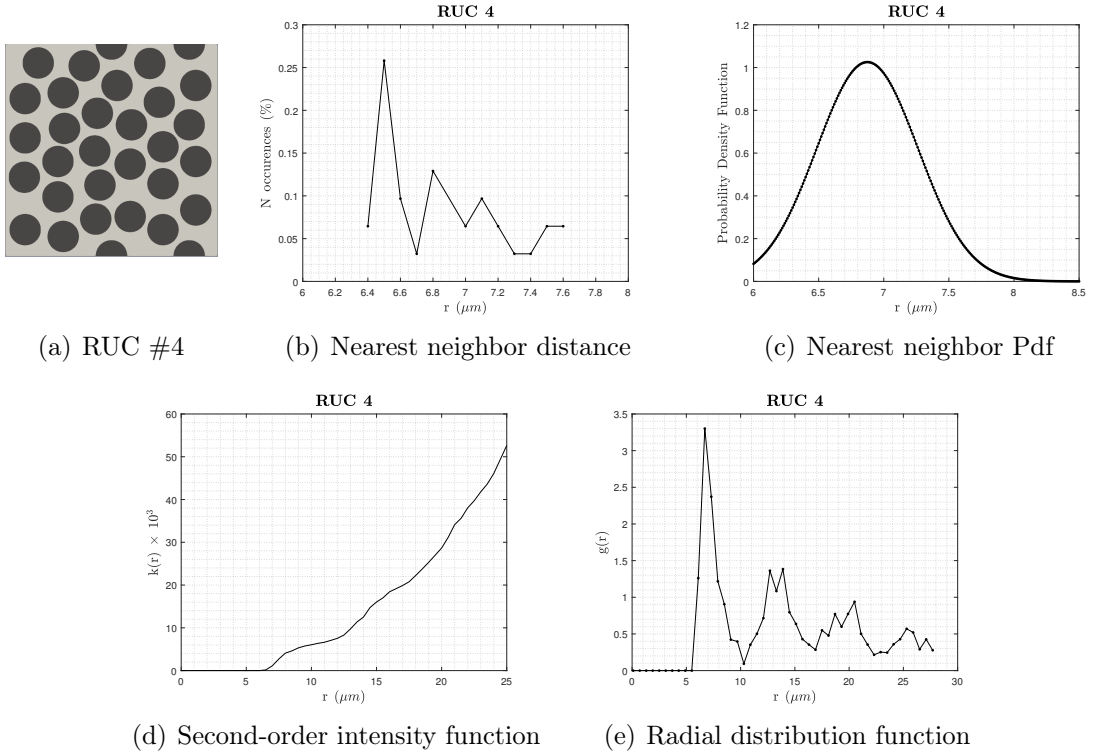 RUC 4
N occurences (%)
0.3
0.25
0.2
0.15
0.1
0.05
0
6 6.2 6.4 6.6 6.8 7 7.2 7.4 7.6 7.8 8
r (μm)
RUC 4
Probability Density Function
1.2
1
0.8
0.6
0.4
0.2
0
6 6.5 7 7.5 8 8.5
r (μm)
(a) RUC #4
(b) Nearest neighbor distance
(c) Nearest neighbor Pdf
RUC 4
k(r) × 10³
60
50
40
30
20
10
0
0 5 10 15 20 25
r (μm)
RUC 4
g(r)
3.5
3
2.5
2
1.5
1
0.5
0
0 5 10 15 20 25 30
r (μm)
(d) Second-order intensity function
(e) Radial distribution function